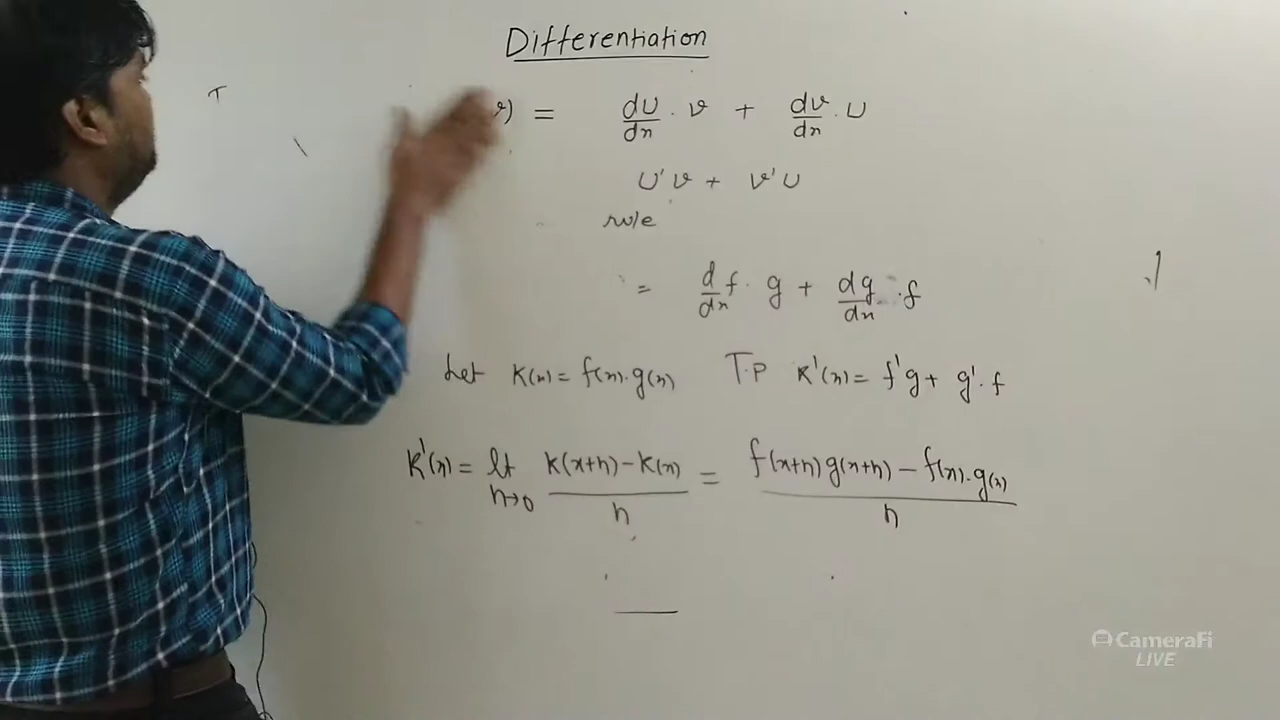 Differentiation
v) = du/dx . v + dv/dx . u
u'v + v'u
rule
= d/dx f . g + dg/dx . f
Let K(x) = f(x).g(x) T.P K'(x) = f'g + g'.f
K'(x) = lt h→0 K(x+h) – K(x) / h = f(x+h) g(x+h) – f(x).g(x) / h
CameraFi
LIVE